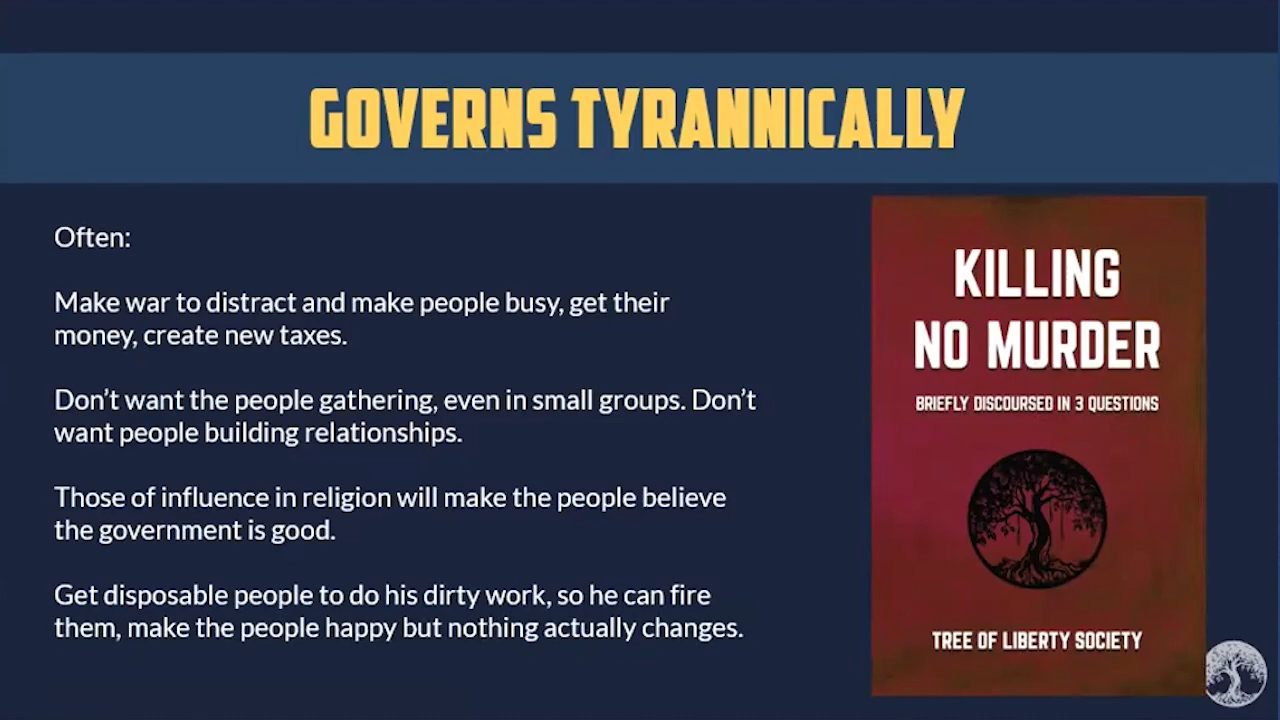 GOVERNS TYRANNICALLY
Often:
Make war to distract and make people busy, get their
money, create new taxes.
Don’t want the people gathering, even in small groups. Don’t
want people building relationships.
Those of influence in religion will make the people believe
the government is good.
Get disposable people to do his dirty work, so he can fire
them, make the people happy but nothing actually changes.
KILLING
NO MURDER
BRIEFLY DISCOURSED IN 3 QUESTIONS
TREE OF LIBERTY SOCIETY